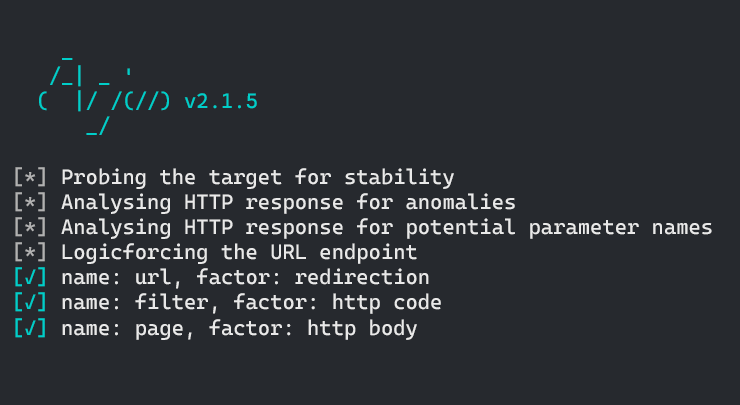 _
   /_| _ '
  (  |/ /(//) v2.1.5
      _/
[*] Probing the target for stability
[*] Analysing HTTP response for anomalies
[*] Analysing HTTP response for potential parameter names
[*] Logicforcing the URL endpoint
[✓] name: url, factor: redirection
[✓] name: filter, factor: http code
[✓] name: page, factor: http body